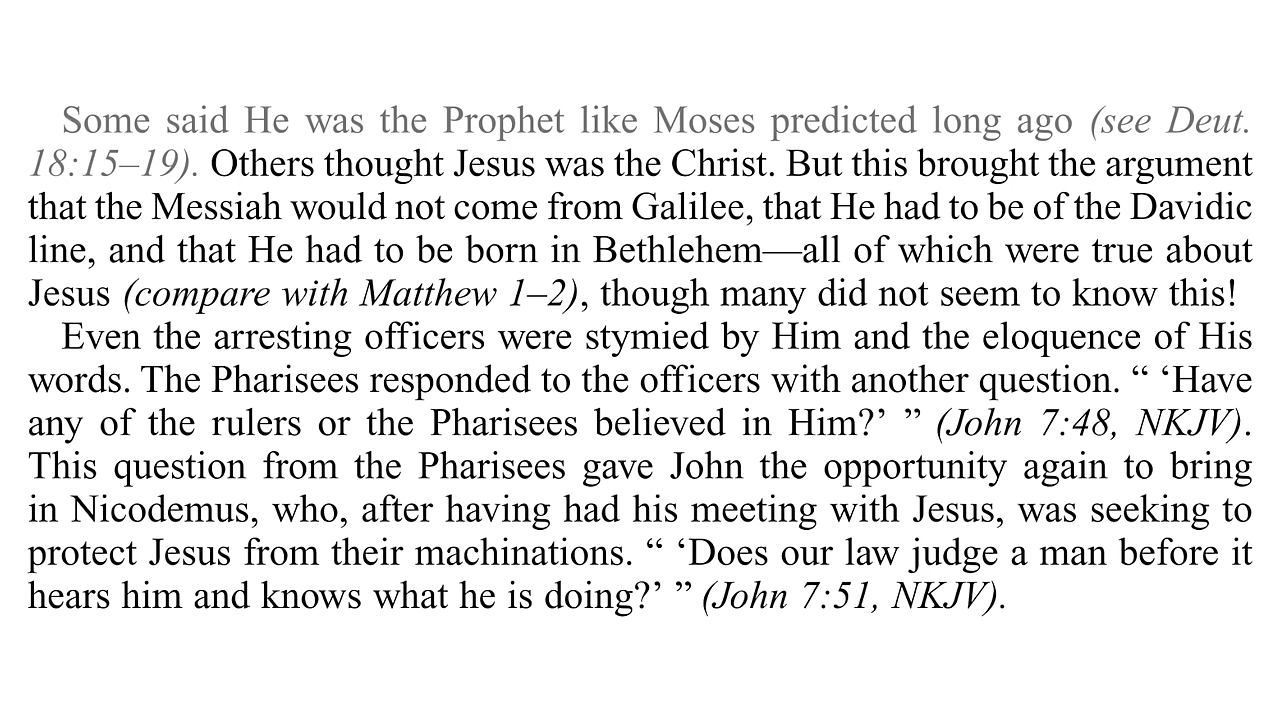 Some said He was the Prophet like Moses predicted long ago (see Deut.
18:15–19). Others thought Jesus was the Christ. But this brought the argument
that the Messiah would not come from Galilee, that He had to be of the Davidic
line, and that He had to be born in Bethlehem—all of which were true about
Jesus (compare with Matthew 1–2), though many did not seem to know this!
Even the arresting officers were stymied by Him and the eloquence of His
words. The Pharisees responded to the officers with another question. “ ‘Have
any of the rulers or the Pharisees believed in Him?’ ” (John 7:48, NKJV).
This question from the Pharisees gave John the opportunity again to bring
in Nicodemus, who, after having had his meeting with Jesus, was seeking to
protect Jesus from their machinations. “ ‘Does our law judge a man before it
hears him and knows what he is doing?’ ” (John 7:51, NKJV).